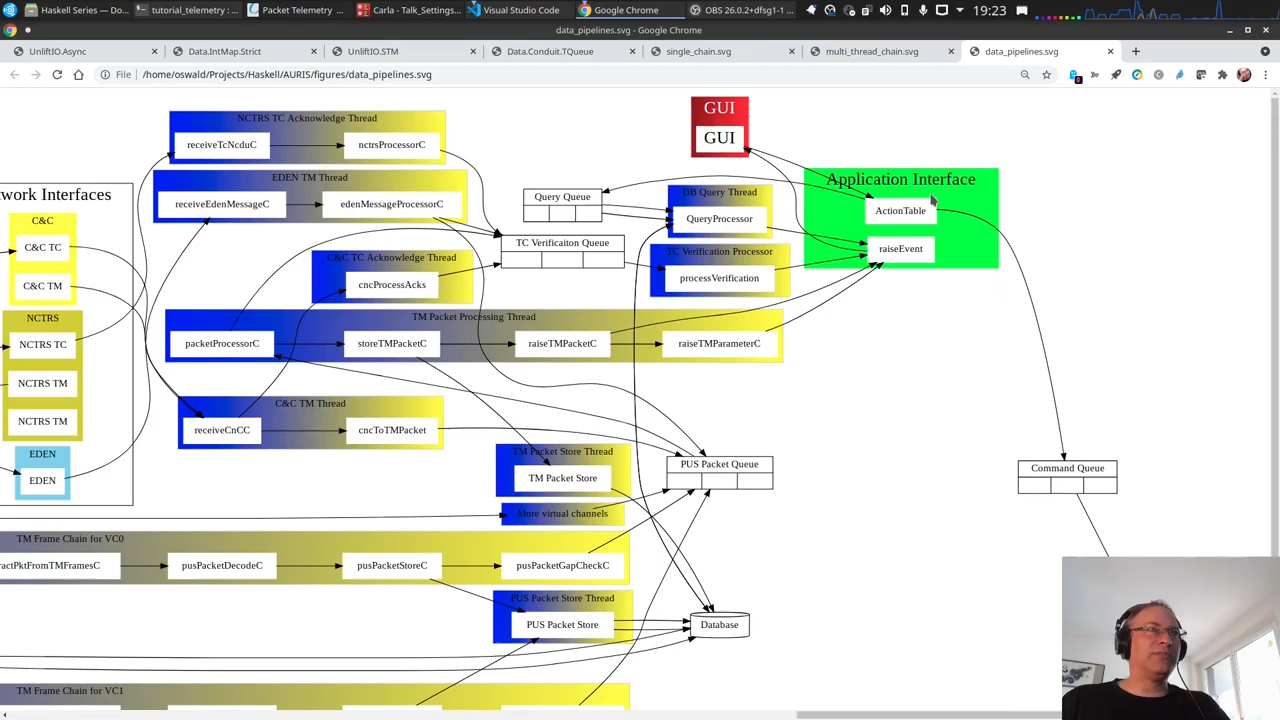 Haskell Series — Do...
tutorial_telemetry : ...
Packet Telemetry ...
Carla - Talk_Settings...
Visual Studio Code
Google Chrome
OBS 26.0.2+dfsg1-1 ...
19:23
data_pipelines.svg - Google Chrome
UnliftIO.Async
Data.IntMap.Strict
UnliftIO.STM
Data.Conduit.TQueue
single_chain.svg
multi_thread_chain.svg
data_pipelines.svg
File
/home/oswald/Projects/Haskell/AURIS/figures/data_pipelines.svg
GUI
GUI
NCTRS TC Acknowledge Thread
receiveTcNcduC
nctrsProcessorC
EDEN TM Thread
receiveEdenMessageC
edenMessageProcessorC
twork Interfaces
C&C
C&C TC
C&C TM
NCTRS
NCTRS TC
NCTRS TM
NCTRS TM
EDEN
EDEN
Query Queue
DB Query Thread
QueryProcessor
Application Interface
ActionTable
raiseEvent
TC Verificaiton Queue
C&C TC Acknowledge Thread
cncProcessAcks
TC Verification Processor
processVerification
TM Packet Processing Thread
packetProcessorC
storeTMPacketC
raiseTMPacketC
raiseTMParameterC
C&C TM Thread
receiveCnCC
cncToTMPacket
TM Packet Store Thread
TM Packet Store
PUS Packet Queue
Command Queue
More virtual channels
TM Frame Chain for VC0
ractPktFromTMFramesC
pusPacketDecodeC
pusPacketStoreC
pusPacketGapCheckC
PUS Packet Store Thread
PUS Packet Store
Database
TM Frame Chain for VC1